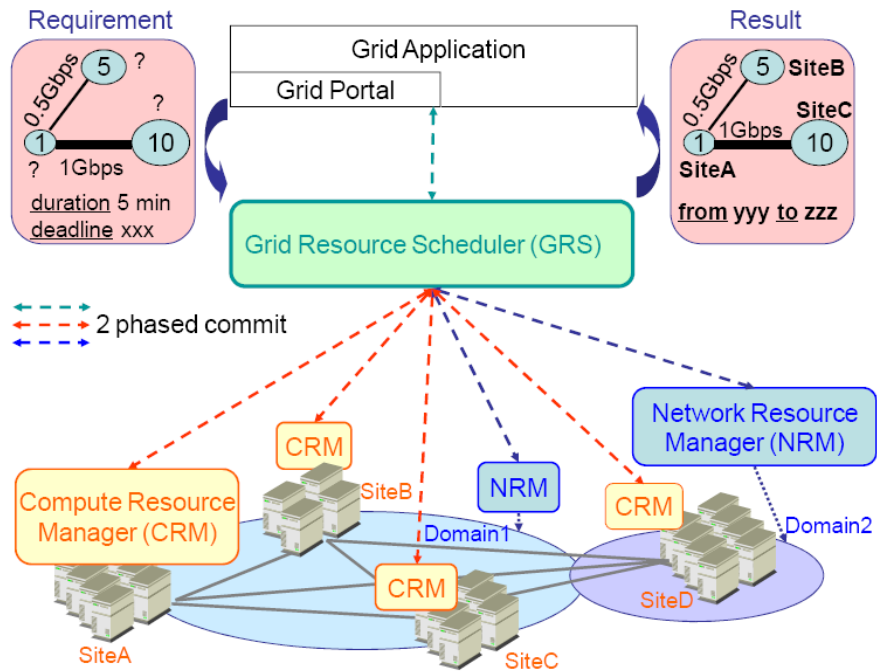 Requirement
5
?
0.5Gbps
?
1
10
?
1Gbps
duration 5 min
deadline xxx
Grid Application
Grid Portal
Result
5
SiteB
0.5Gbps
SiteC
1Gbps
1
10
SiteA
from yyy to zzz
Grid Resource Scheduler (GRS)
2 phased commit
Network Resource
Manager (NRM)
CRM
NRM
CRM
Compute Resource
Manager (CRM)
SiteB
Domain1
Domain2
CRM
SiteD
SiteA
SiteC